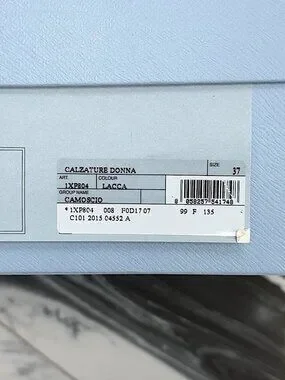 CALZATURE DONNA
SIZE
37
ART.
COLOUR
1XP804
LACCA
GROUP NAME
CAMOSCIO
8 058257 541748
*1XP804 008 F0D17 07 99 F 135
C101 2015 04552 A